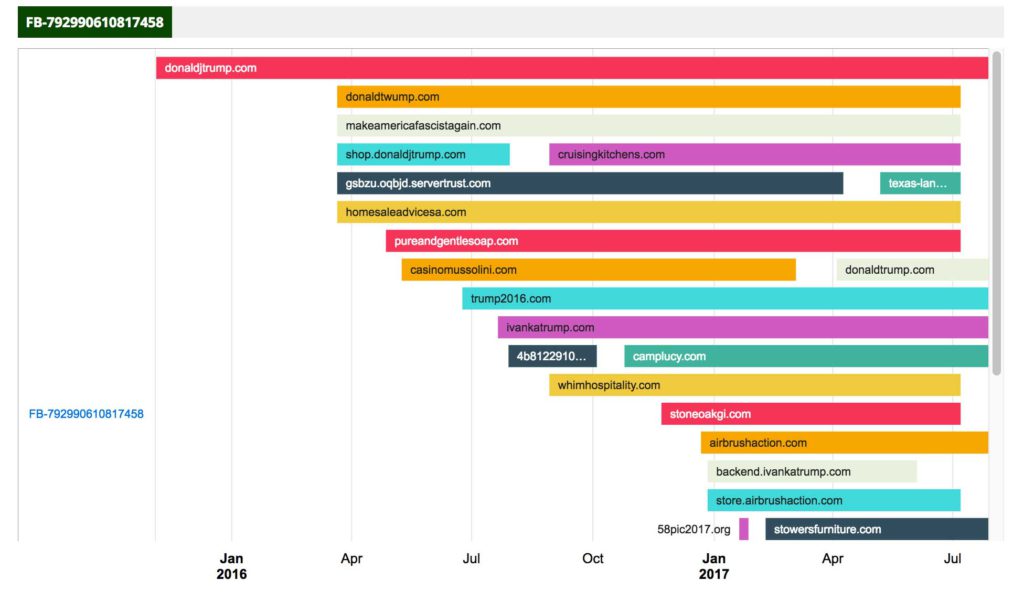 FB-792990610817458
donaldjtrump.com
donaldtwump.com
makeamericafascistagain.com
shop.donaldjtrump.com cruisingkitchens.com
gsbzu.oqbjd.servertrust.com texas-lan...
homesaleadvicesa.com
pureandgentlesoap.com
casinomussolini.com donaldtrump.com
trump2016.com
ivankatrump.com
4b8122910... camplucy.com
whimhospitality.com
FB-792990610817458 stoneoakgi.com
airbrushaction.com
backend.ivankatrump.com
store.airbrushaction.com
58pic2017.org stowersfurniture.com
Jan Apr Jul Oct Jan Apr Jul
2016 2017